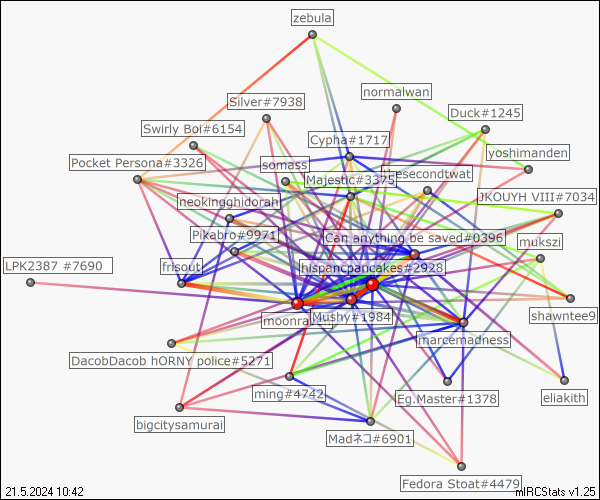 zebula
normalwan
Silver#7938
Duck#1245
Swirly Boi#6154
Cypha#1717
yoshimanden
Pocket Persona#3326
somass
Majestic#3375
thesecondtwat
JKOUYH VIII#7034
neokingghidorah
Pikabro#9971
Can anything be saved#0396
mukszi
LPK2387 #7690
frisout
hispancpancakes#2928
shawntee9
moonra
Mushy#1984
marcemadness
DacobDacob hORNY police#5271
ming#4742
Eg.Master#1378
eliakith
bigcitysamurai
Madネコ#6901
Fedora Stoat#4479
21.5.2024 10:42
mIRCStats v1.25